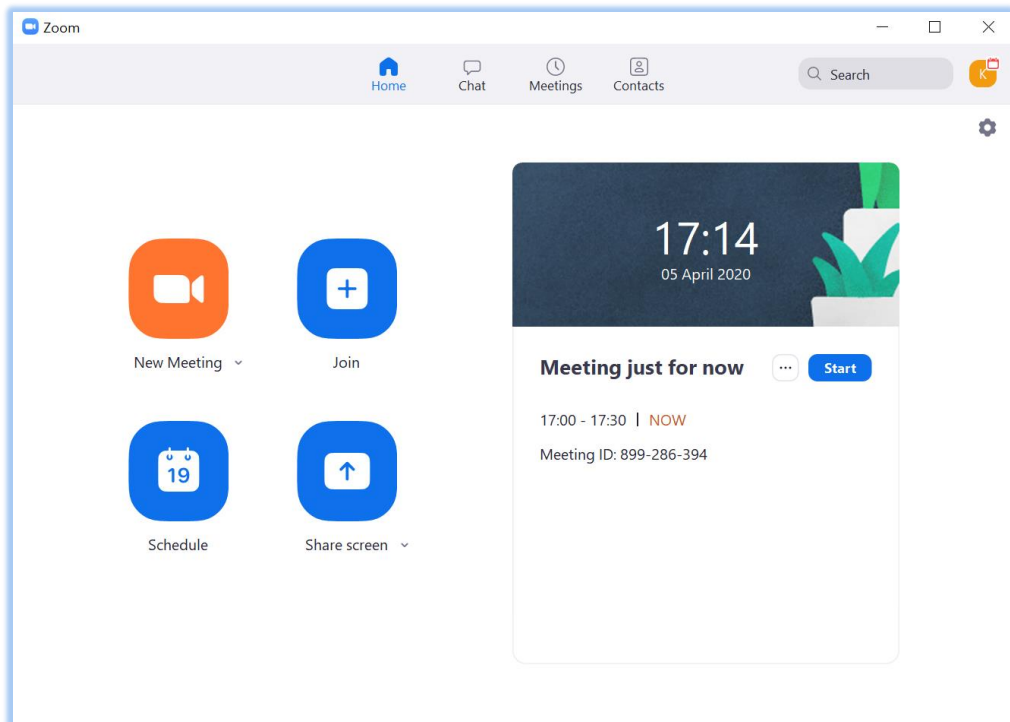 Zoom
Home
Chat
Meetings
Contacts
Search
K
17:14
05 April 2020
New Meeting
Join
19
Schedule
Share screen
Meeting just for now
Start
17:00 - 17:30 | NOW
Meeting ID: 899-286-394